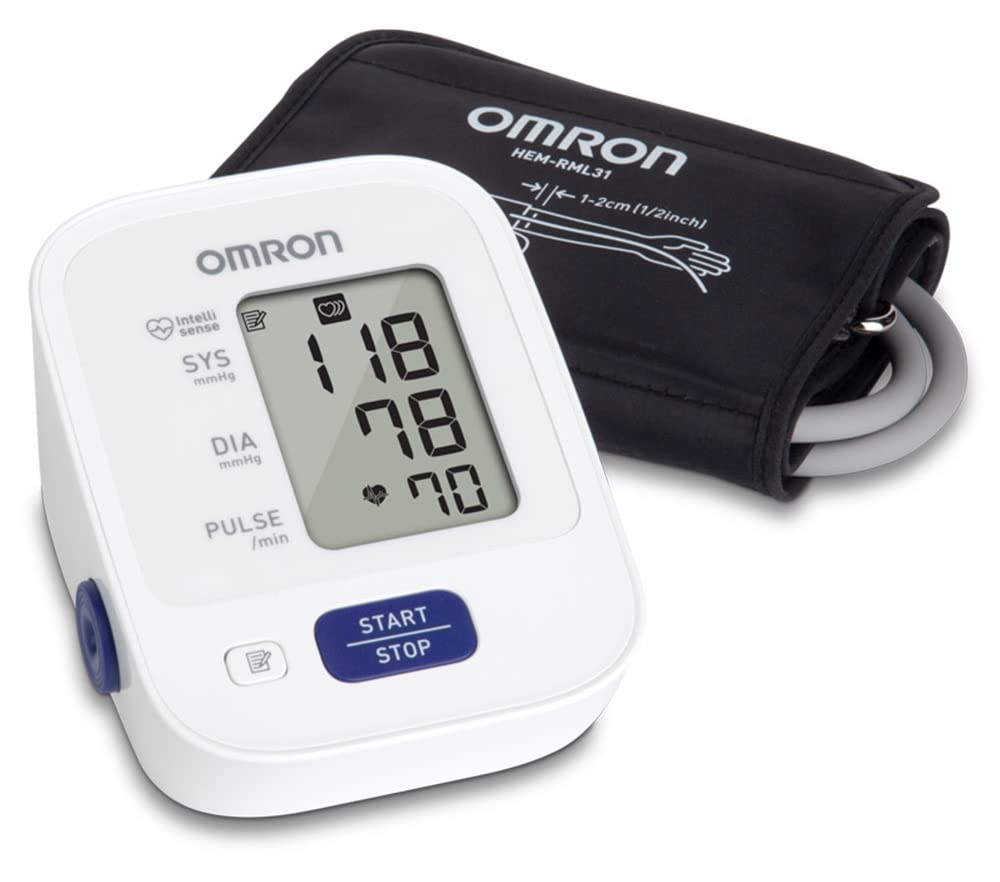 OMRON
HEM-RML31
1-2cm (1/2inch)
OMRON
Intelli
sense
SYS
mmHg
118
DIA
mmHg
78
PULSE
/min
70
START
STOP